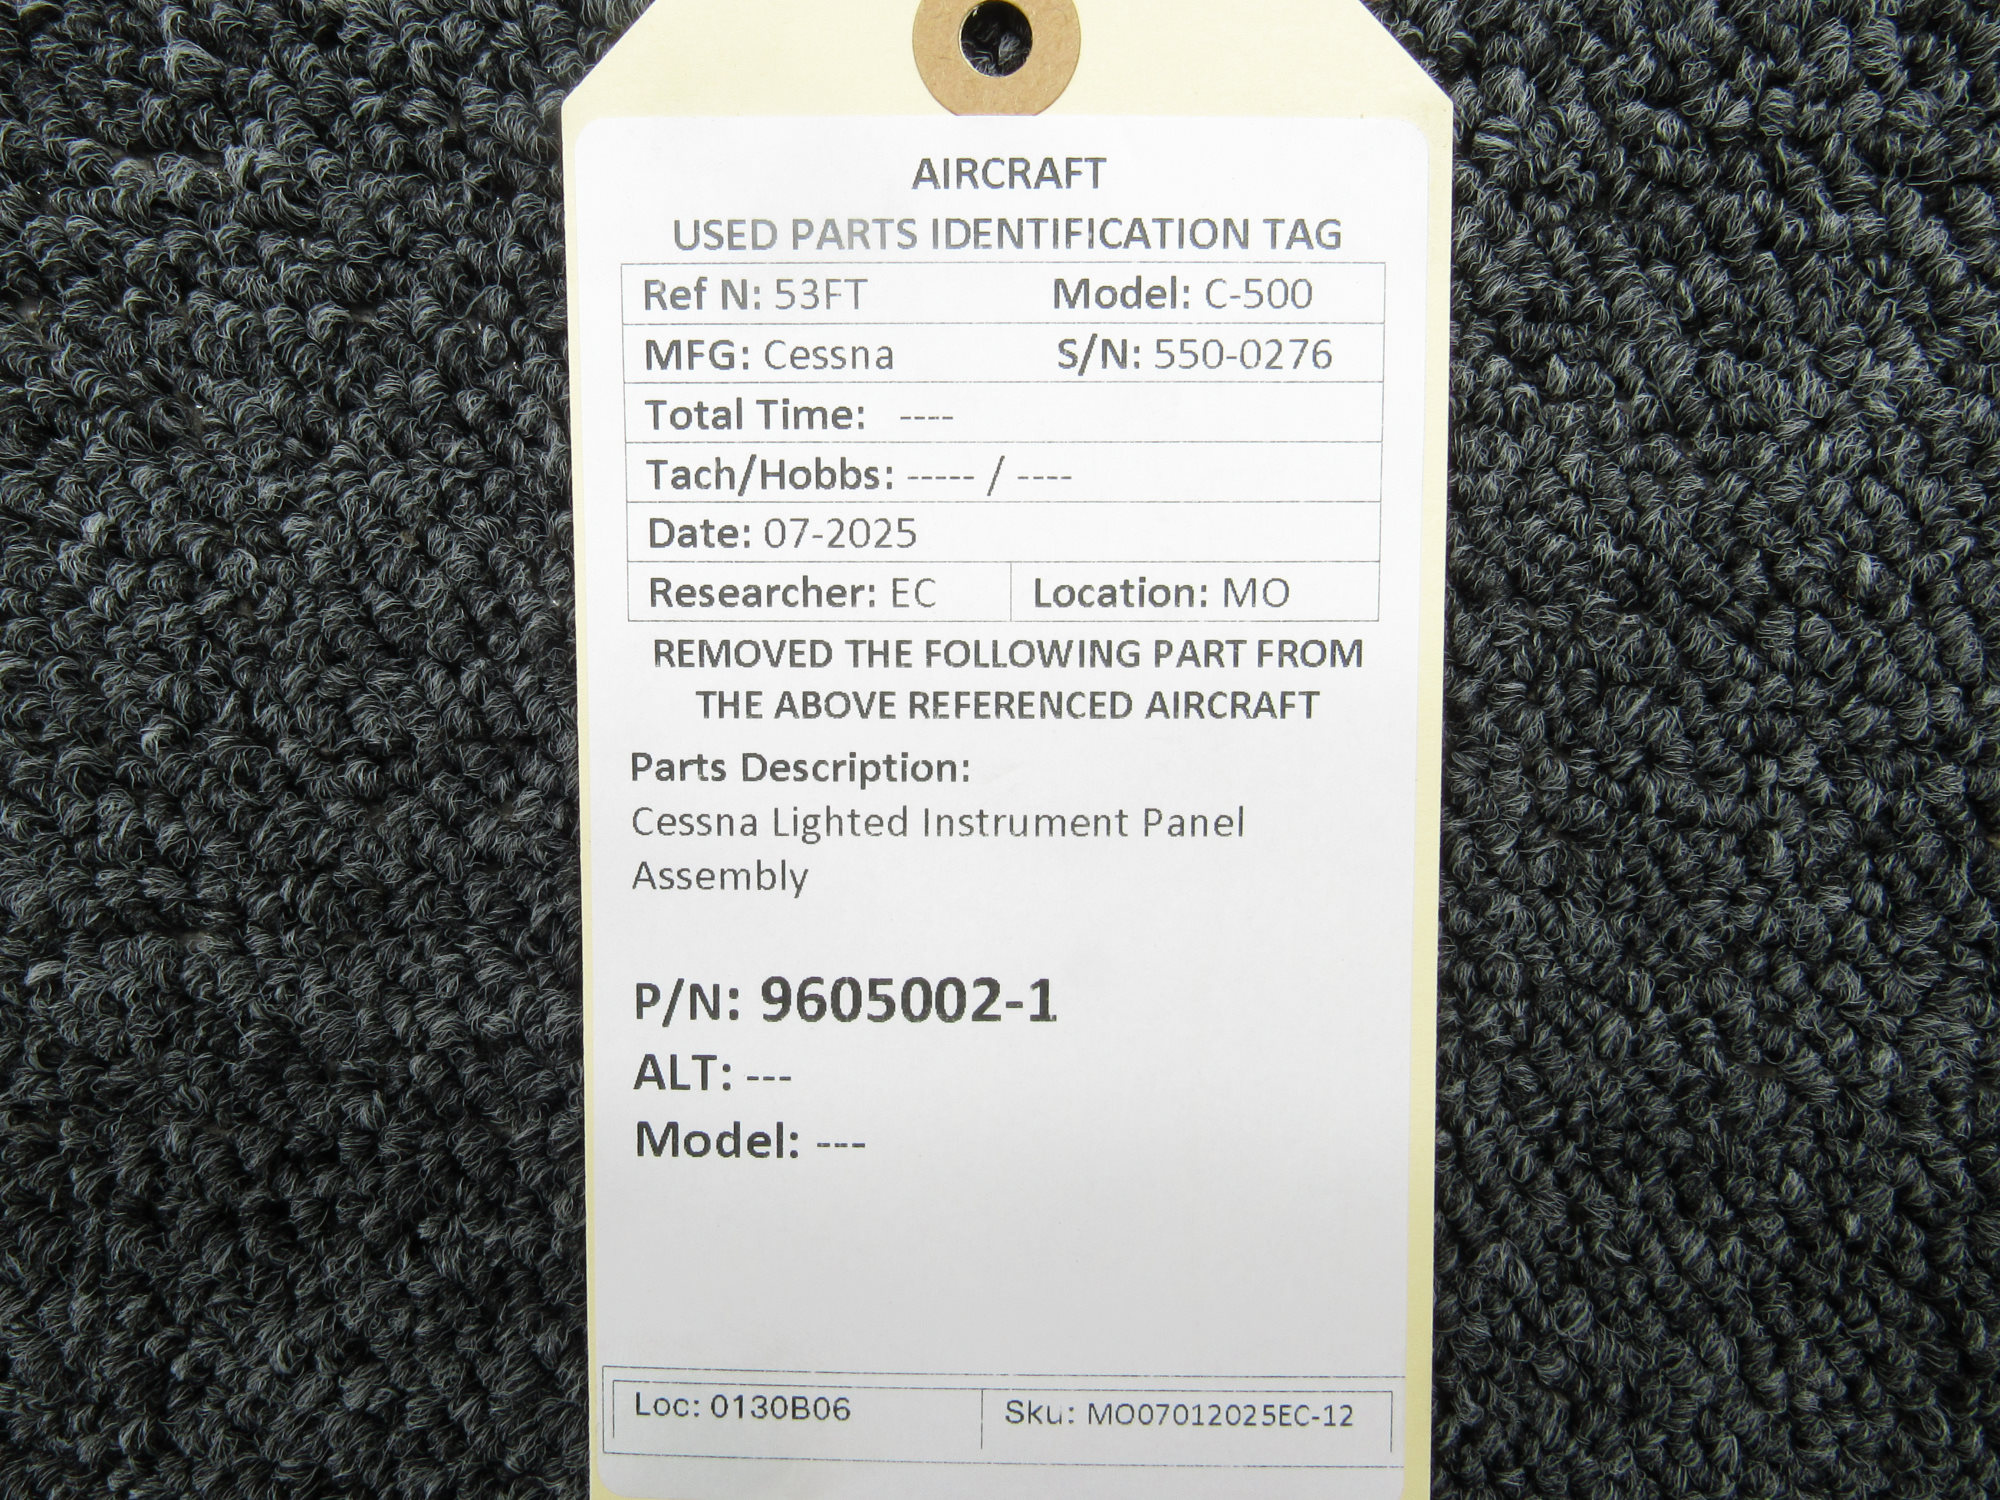 AIRCRAFT
USED PARTS IDENTIFICATION TAG
Ref N: 53FT Model: C-500
MFG: Cessna S/N: 550-0276
Total Time: ----
Tach/Hobbs: ----- / ----
Date: 07-2025
Researcher: EC Location: MO
REMOVED THE FOLLOWING PART FROM
THE ABOVE REFERENCED AIRCRAFT
Parts Description:
Cessna Lighted Instrument Panel
Assembly
P/N: 9605002-1
ALT: ---
Model: ---
Loc: 0130B06 Sku: MO07012025EC-12